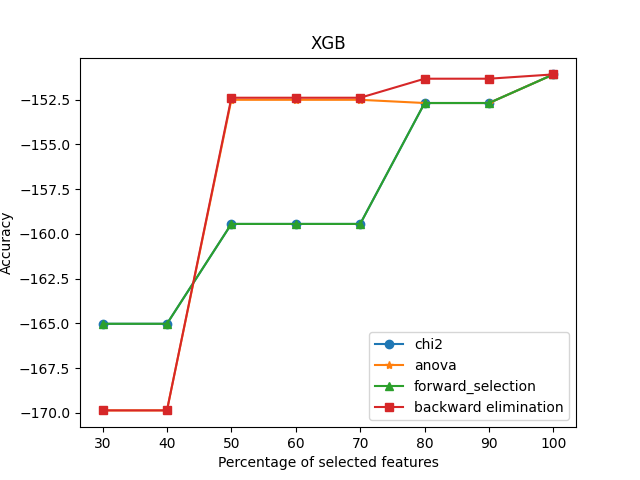 XGB
Accuracy
−152.5
−155.0
−157.5
−160.0
−162.5
−165.0
−167.5
−170.0
chi2
anova
forward_selection
backward elimination
30 40 50 60 70 80 90 100
Percentage of selected features